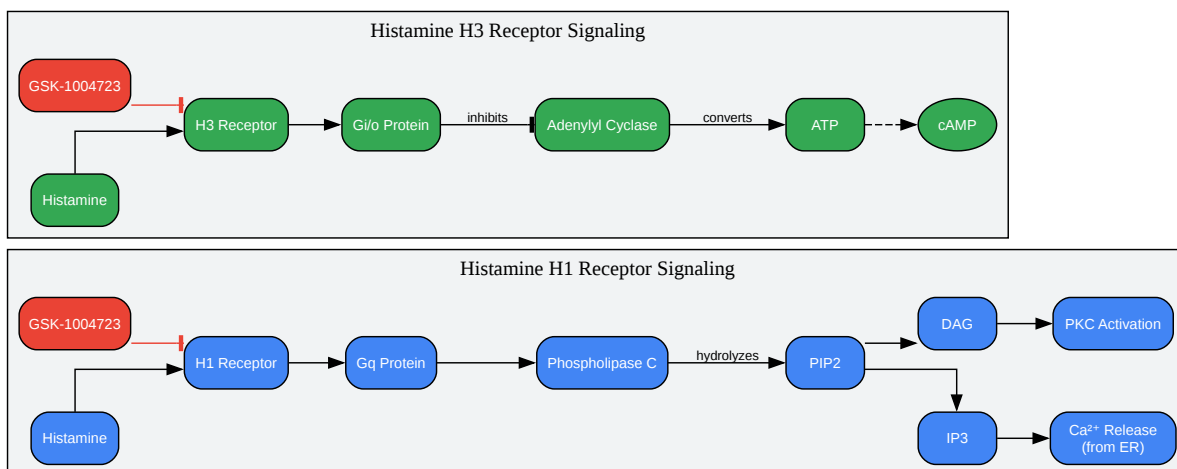 Histamine H3 Receptor Signaling
GSK-1004723
H3 Receptor
Gi/o Protein
inhibits
Adenylyl Cyclase
converts
ATP
cAMP
Histamine
Histamine H1 Receptor Signaling
GSK-1004723
H1 Receptor
Gq Protein
Phospholipase C
hydrolyzes
PIP2
DAG
PKC Activation
Histamine
IP3
Ca²⁺ Release
(from ER)